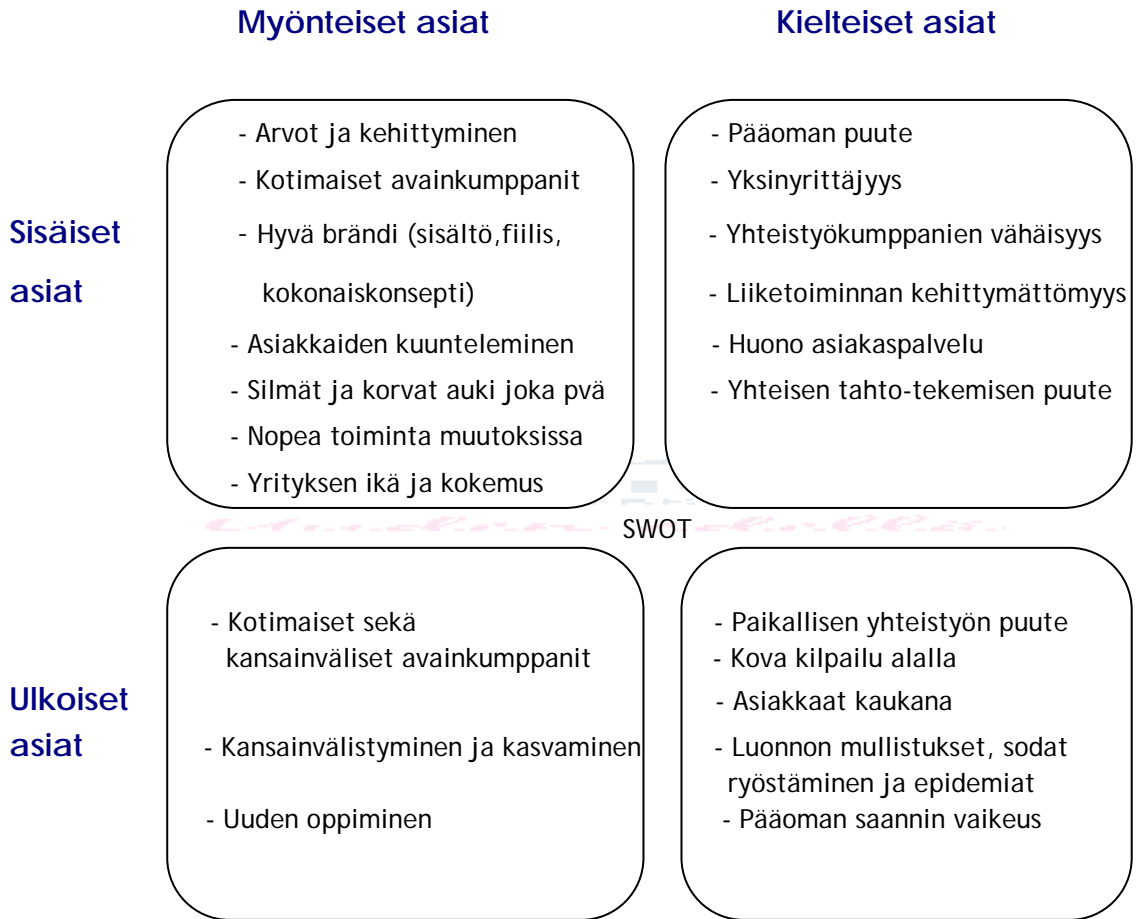 Myönteiset asiat
Kielteiset asiat
Sisäiset
asiat
- Arvot ja kehittyminen
- Kotimaiset avainkumppanit
- Hyvä brändi (sisältö,fiilis,
kokonaiskonsepti)
- Asiakkaiden kuunteleminen
- Silmät ja korvat auki joka pvä
- Nopea toiminta muutoksissa
- Yrityksen ikä ja kokemus
- Pääoman puute
- Yksinyrittäjyys
- Yhteistyökumppanien vähäisyys
- Liiketoiminnan kehittymättömyys
- Huono asiakaspalvelu
- Yhteisen tahto-tekemisen puute
SWOT
Ulkoiset
asiat
- Kotimaiset sekä
kansainväliset avainkumppanit
- Kansainvälistyminen ja kasvaminen
- Uuden oppiminen
- Paikallisen yhteistyön puute
- Kova kilpailu alalla
- Asiakkaat kaukana
- Luonnon mullistukset, sodat
ryöstäminen ja epidemiat
- Pääoman saannin vaikeus